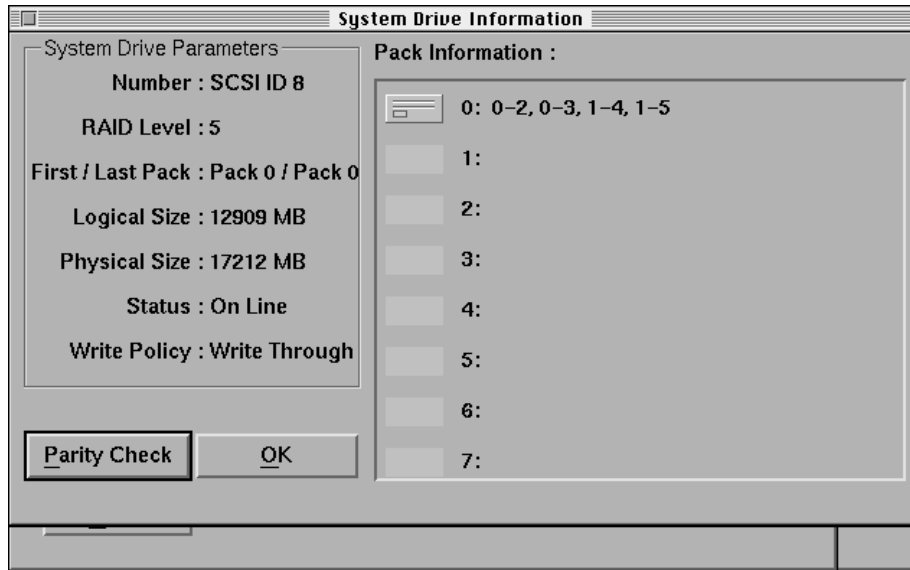 System Drive Information
System Drive Parameters
Number : SCSI ID 8
RAID Level : 5
First / Last Pack : Pack 0 / Pack 0
Logical Size : 12909 MB
Physical Size : 17212 MB
Status : On Line
Write Policy : Write Through
Parity Check
OK
Pack Information :
0: 0-2, 0-3, 1-4, 1-5
1:
2:
3:
4:
5:
6:
7: